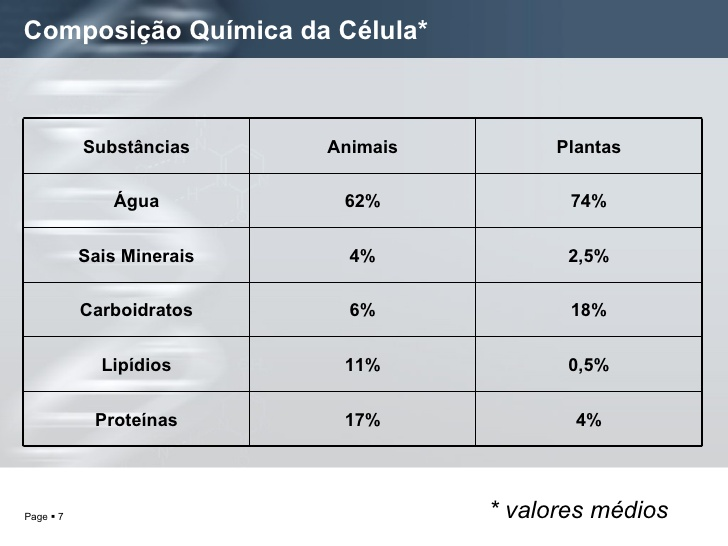 Composição Química da Célula*
Substâncias Animais Plantas
Água 62% 74%
Sais Minerais 4% 2,5%
Carboidratos 6% 18%
Lipídios 11% 0,5%
Proteínas 17% 4%
* valores médios
Page ▪ 7